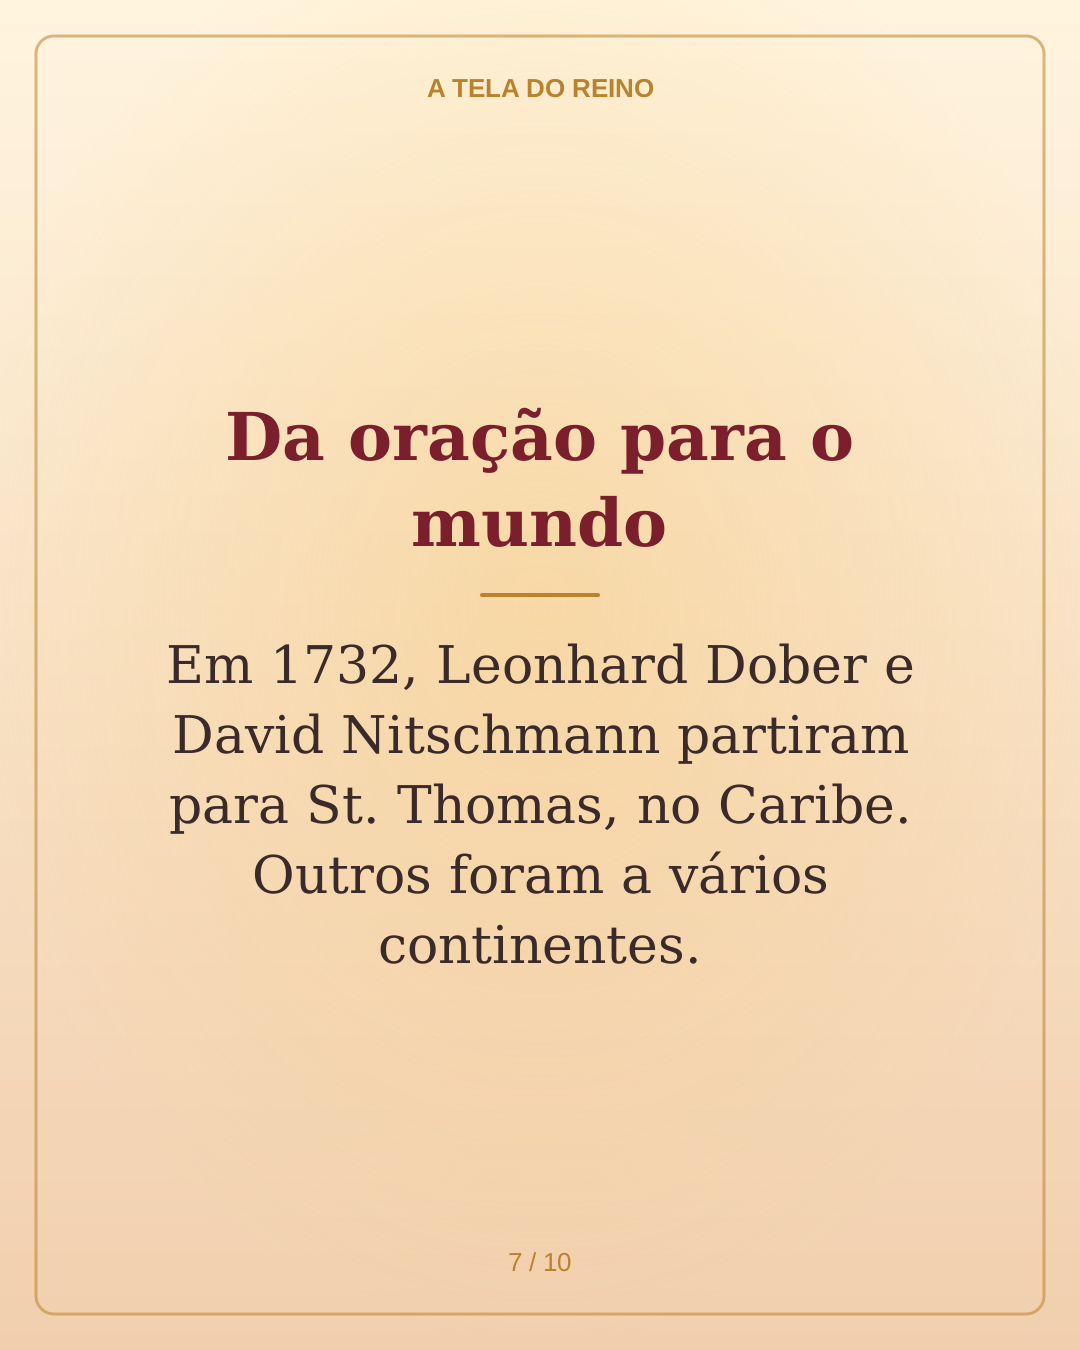 A TELA DO REINO
Da oração para o
mundo
Em 1732, Leonhard Dober e
David Nitschmann partiram
para St. Thomas, no Caribe.
Outros foram a vários
continentes.
7 / 10